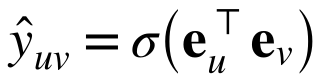 ŷ_{uv} = σ(𝐞_u^⊤ 𝐞_v)